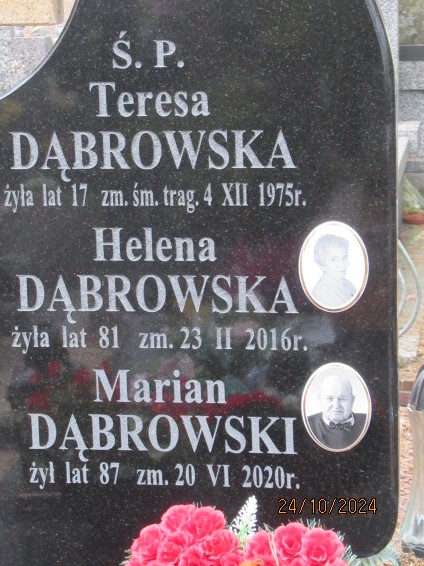 Ś. P.
Teresa
DĄBROWSKA
żyła lat 17 zm. śm. trag. 4 XII 1975r.
Helena
DĄBROWSKA
żyła lat 81 zm. 23 II 2016r.
Marian
DĄBROWSKI
żył lat 87 zm. 20 VI 2020r.
24/10/2024